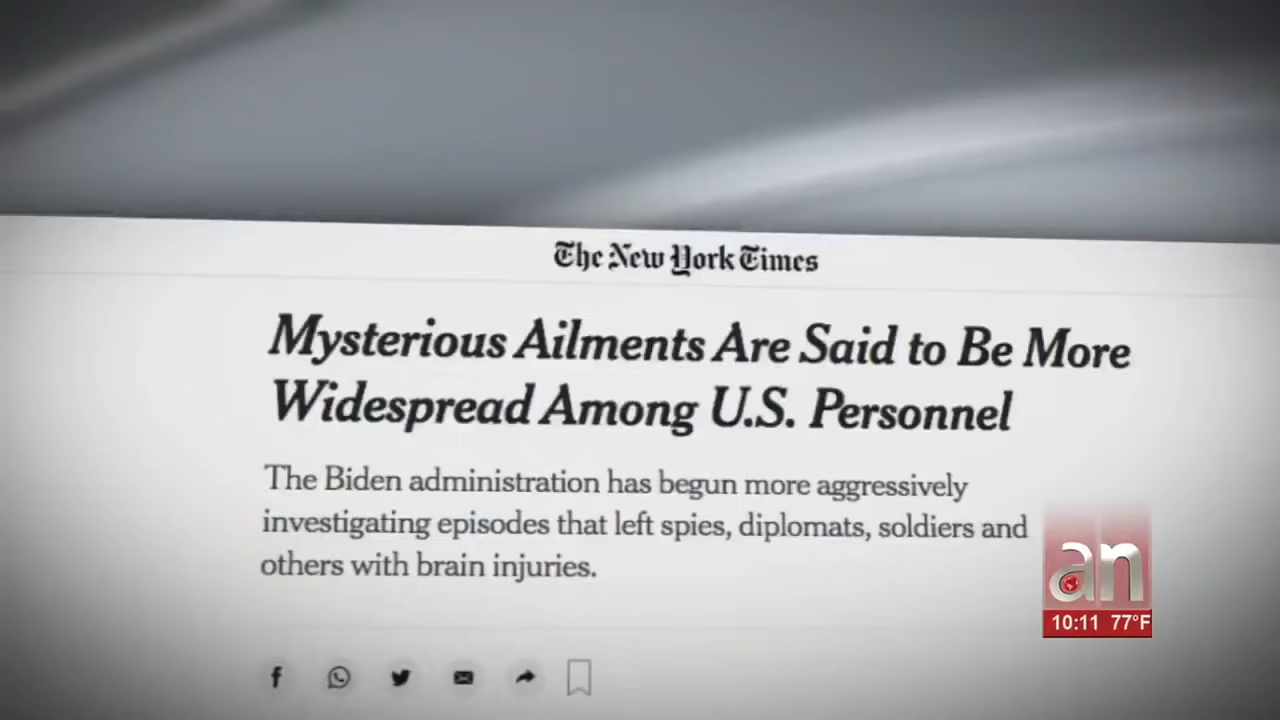 The New York Times
Mysterious Ailments Are Said to Be More
Widespread Among U.S. Personnel
The Biden administration has begun more aggressively
investigating episodes that left spies, diplomats, soldiers and
others with brain injuries.
an
10:11 77°F